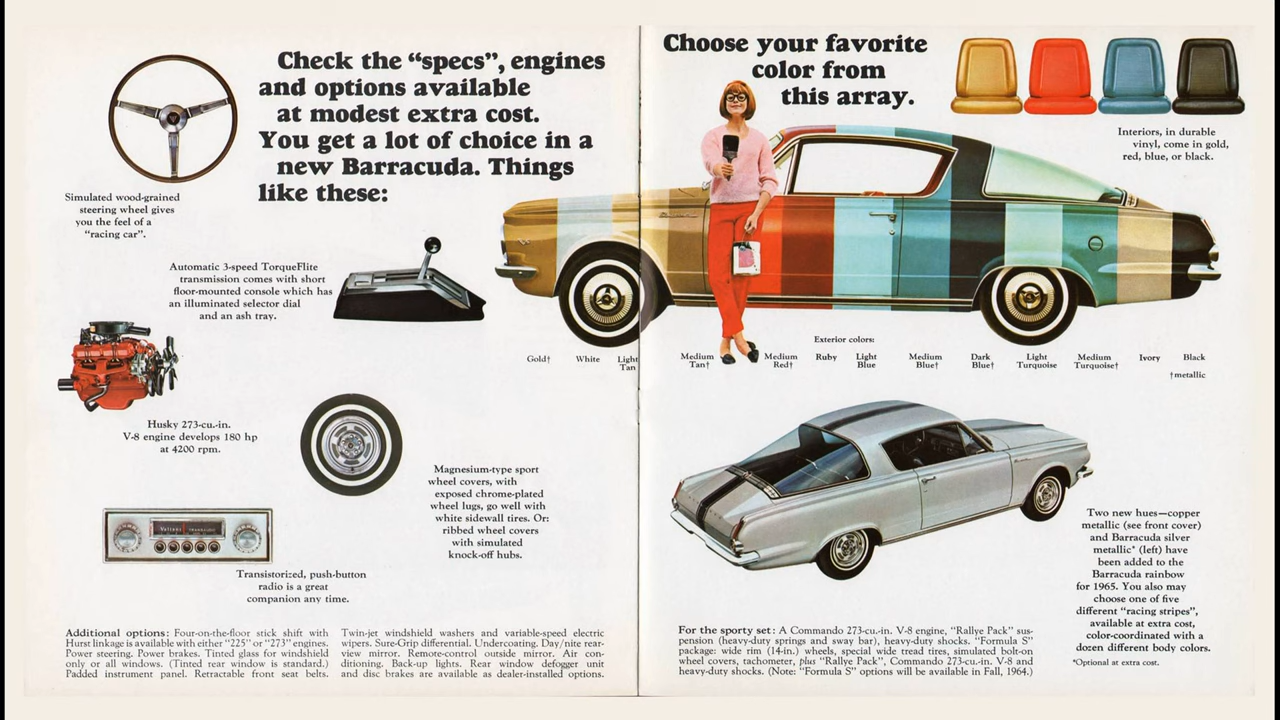 Check the “specs”, engines
and options available
at modest extra cost.
You get a lot of choice in a
new Barracuda. Things
like these:
Simulated wood-grained
steering wheel gives
you the feel of a
“racing car”.
Automatic 3-speed TorqueFlite
transmission comes with short
floor-mounted console which has
an illuminated selector dial
and an ash tray.
Husky 273-cu.-in.
V-8 engine develops 180 hp
at 4200 rpm.
Magnesium-type sport
wheel covers, with
exposed chrome-plated
wheel lugs, go well with
white sidewall tires. Or:
ribbed wheel covers
with simulated
knock-off hubs.
Valiant
Transistorized, push-button
radio is a great
companion any time.
Additional options: Four-on-the-floor stick shift with
Hurst linkage is available with either “225” or “273” engines.
Power steering. Power brakes. Tinted glass for windshield
only or all windows. (Tinted rear window is standard.)
Padded instrument panel. Retractable front seat belts.
Twin-jet windshield washers and variable-speed electric
wipers. Sure-Grip differential. Undercoating. Day/nite rear-
view mirror. Remote-control outside mirror. Air con-
ditioning. Back-up lights. Rear window defogger unit
and disc brakes are available as dealer-installed options.
Choose your favorite
color from
this array.
Interiors, in durable
vinyl, come in gold,
red, blue, or black.
Exterior colors:
Gold† White Light Tan Medium Tan† Medium Red† Ruby Light Blue Medium Blue† Dark Blue† Light Turquoise Medium Turquoise† Ivory Black
†metallic
Two new hues—copper
metallic (see front cover)
and Barracuda silver
metallic* (left) have
been added to the
Barracuda rainbow
for 1965. You also may
choose one of five
different “racing stripes”,
available at extra cost,
color-coordinated with a
dozen different body colors.
*Optional at extra cost.
For the sporty set: A Commando 273-cu.-in. V-8 engine, “Rallye Pack” sus-
pension (heavy-duty springs and sway bar), heavy-duty shocks. “Formula S”
package: wide rim (14-in.) wheels, special wide tread tires, simulated bolt-on
wheel covers, tachometer, plus “Rallye Pack”, Commando 273-cu.-in. V-8 and
heavy-duty shocks. (Note: “Formula S” options will be available in Fall, 1964.)